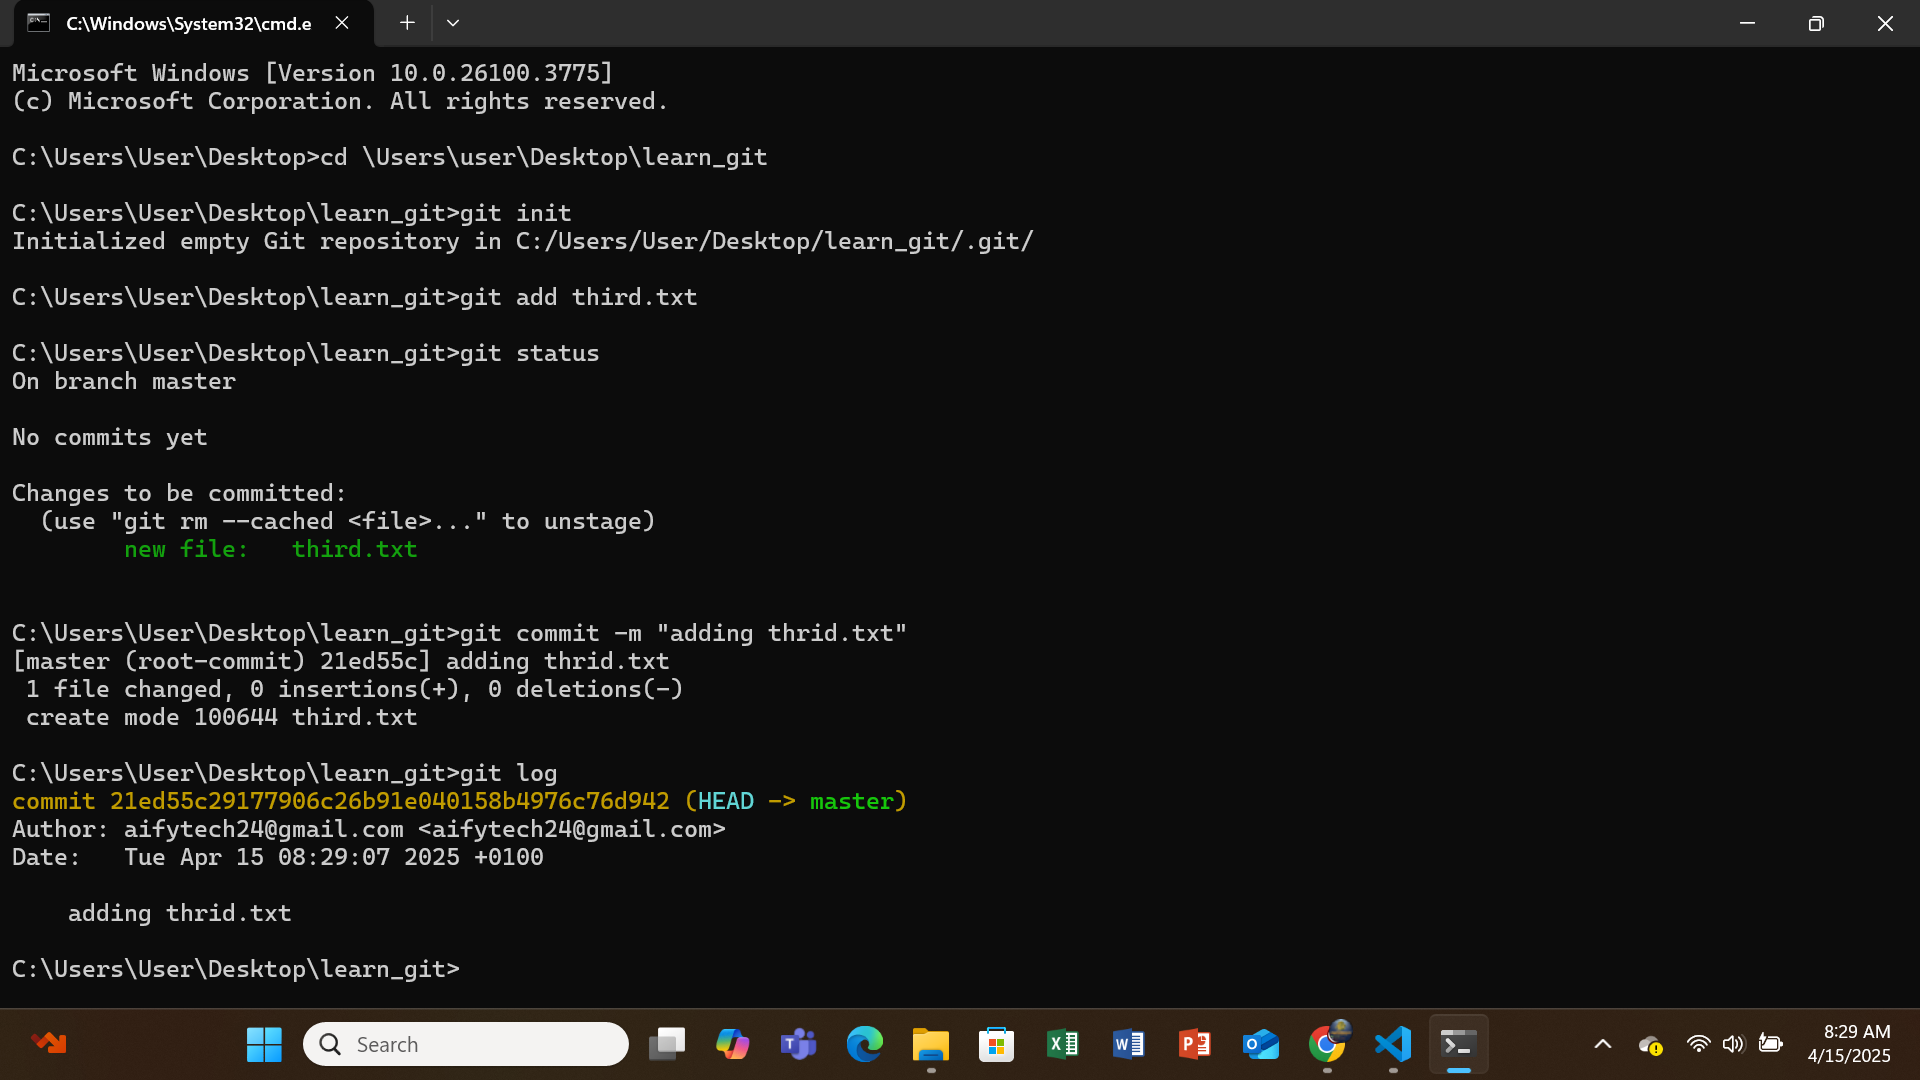 C:\Windows\System32\cmd.e
Microsoft Windows [Version 10.0.26100.3775]
(c) Microsoft Corporation. All rights reserved.
C:\Users\User\Desktop>cd \Users\user\Desktop\learn_git
C:\Users\User\Desktop\learn_git>git init
Initialized empty Git repository in C:/Users/User/Desktop/learn_git/.git/
C:\Users\User\Desktop\learn_git>git add third.txt
C:\Users\User\Desktop\learn_git>git status
On branch master
No commits yet
Changes to be committed:
  (use "git rm --cached <file>..." to unstage)
        new file:   third.txt
C:\Users\User\Desktop\learn_git>git commit -m "adding thrid.txt"
[master (root-commit) 21ed55c] adding thrid.txt
 1 file changed, 0 insertions(+), 0 deletions(-)
 create mode 100644 third.txt
C:\Users\User\Desktop\learn_git>git log
commit 21ed55c29177906c26b91e040158b4976c76d942 (HEAD -> master)
Author: aifytech24@gmail.com <aifytech24@gmail.com>
Date:   Tue Apr 15 08:29:07 2025 +0100
    adding thrid.txt
C:\Users\User\Desktop\learn_git>
Search
8:29 AM
4/15/2025